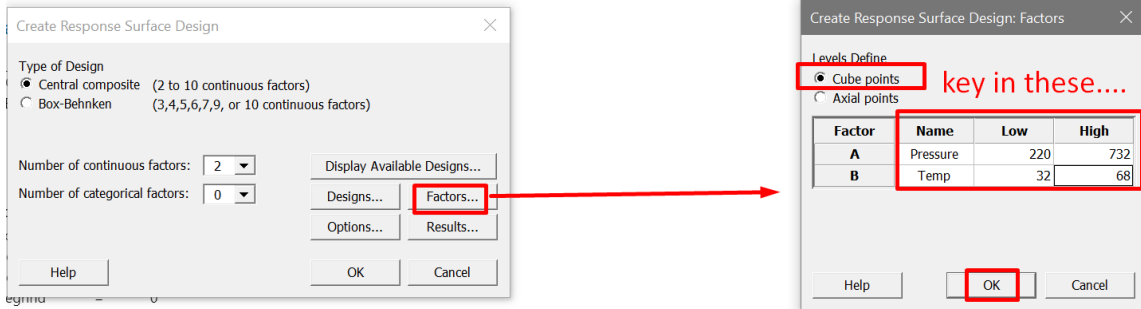 Create Response Surface Design
Type of Design
Central composite (2 to 10 continuous factors)
Box-Behnken (3,4,5,6,7,9, or 10 continuous factors)
Number of continuous factors: 2
Display Available Designs...
Number of categorical factors: 0
Designs... Factors...
Options... Results...
Help OK Cancel
Create Response Surface Design: Factors
Levels Define
Cube points
key in these....
Axial points
Factor Name Low High
A Pressure 220 732
B Temp 32 68
Help OK Cancel